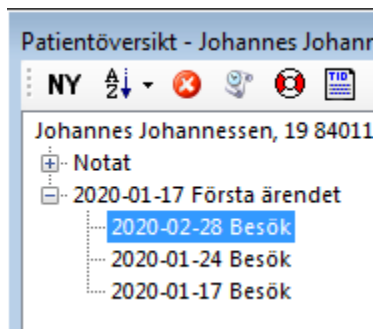 Patientöversikt - Johannes Johann
NY A Z TID
Johannes Johannessen, 19 84011
Notat
2020-01-17 Första ärendet
2020-02-28 Besök
2020-01-24 Besök
2020-01-17 Besök